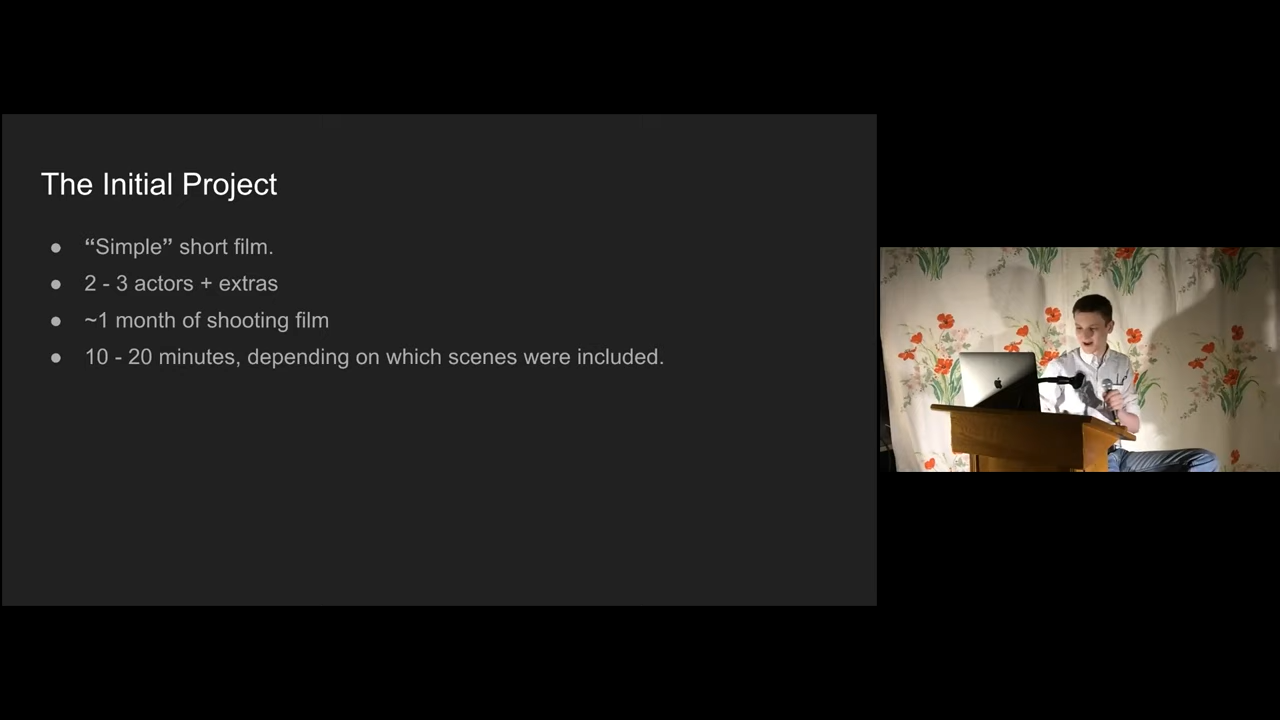 The Initial Project
● “Simple” short film.
● 2 - 3 actors + extras
● ~1 month of shooting film
● 10 - 20 minutes, depending on which scenes were included.